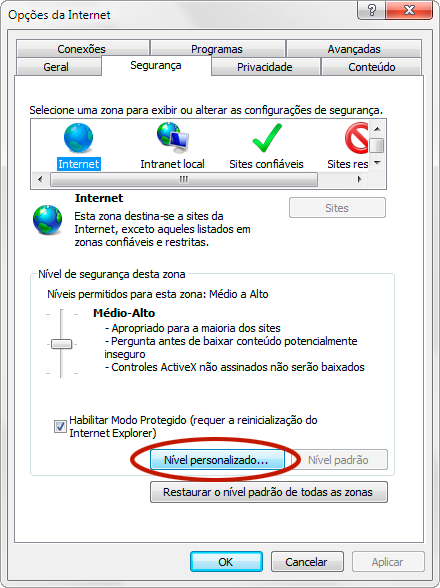 Opções da Internet
Conexões
Programas
Avançadas
Geral
Segurança
Privacidade
Conteúdo
Selecione uma zona para exibir ou alterar as configurações de segurança.
Internet
Intranet local
Sites confiáveis
Sites res
Internet
Esta zona destina-se a sites da
Internet, exceto aqueles listados em
zonas confiáveis e restritas.
Sites
Nível de segurança desta zona
Níveis permitidos para esta zona: Médio a Alto
Médio-Alto
- Apropriado para a maioria dos sites
- Pergunta antes de baixar conteúdo potencialmente
inseguro
- Controles ActiveX não assinados não serão baixados
Habilitar Modo Protegido (requer a reinicialização do
Internet Explorer)
Nível personalizado...
Nível padrão
Restaurar o nível padrão de todas as zonas
OK
Cancelar
Aplicar